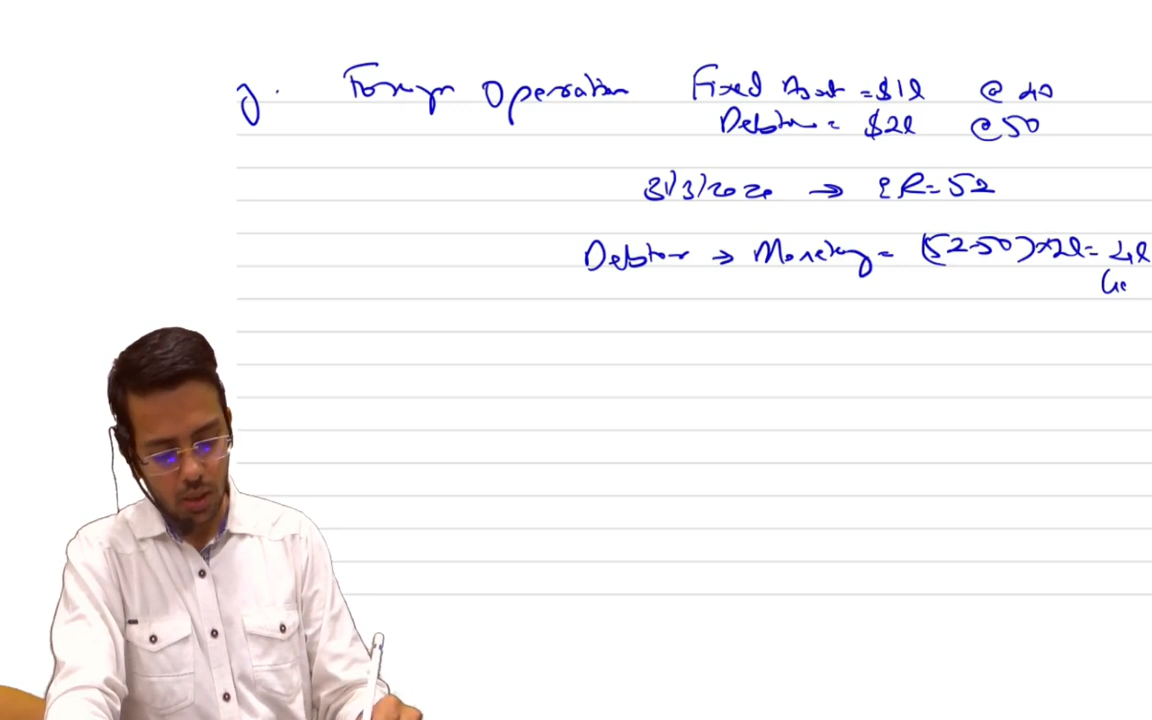 g. Foreign Operation Fixed Asset = $1l @ 40
Debtor = $2l @ 50
31/3/2020 → ER = 52
Debtor → Monetary = (52-50) × 2l = 4l